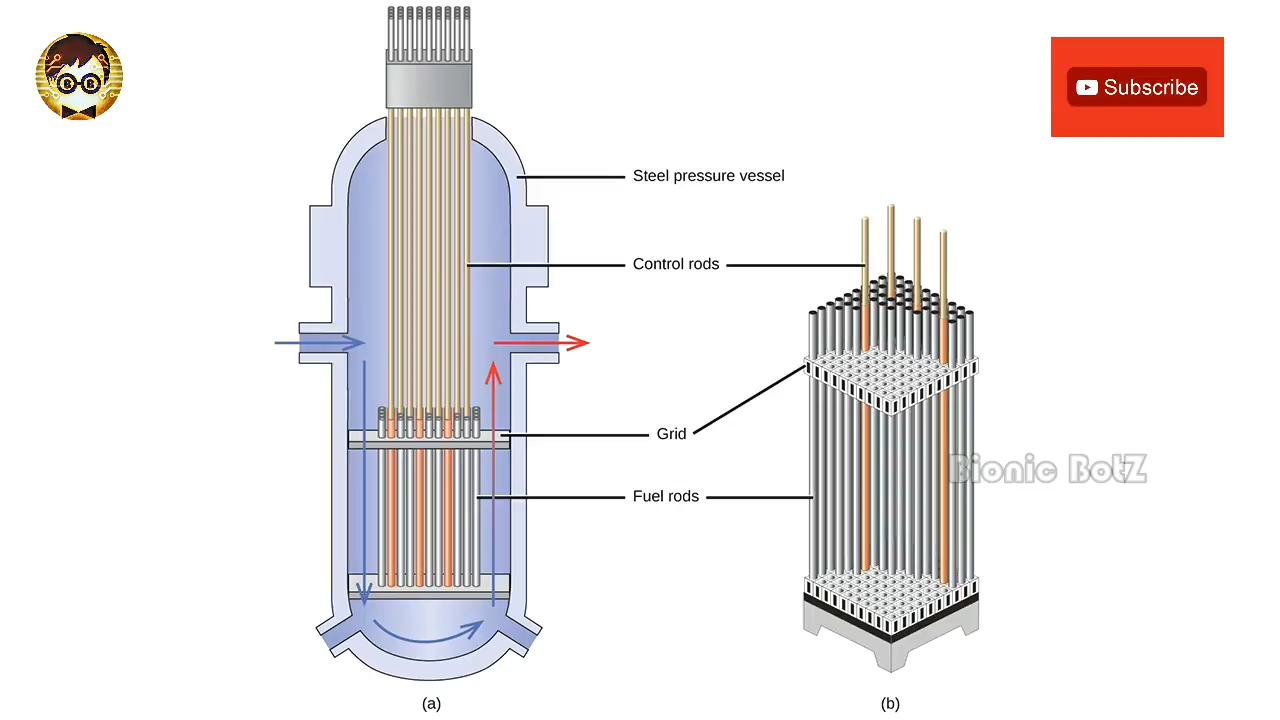 Subscribe
Steel pressure vessel
Control rods
Grid
Bionic BotZ
Fuel rods
(a)
(b)
B B